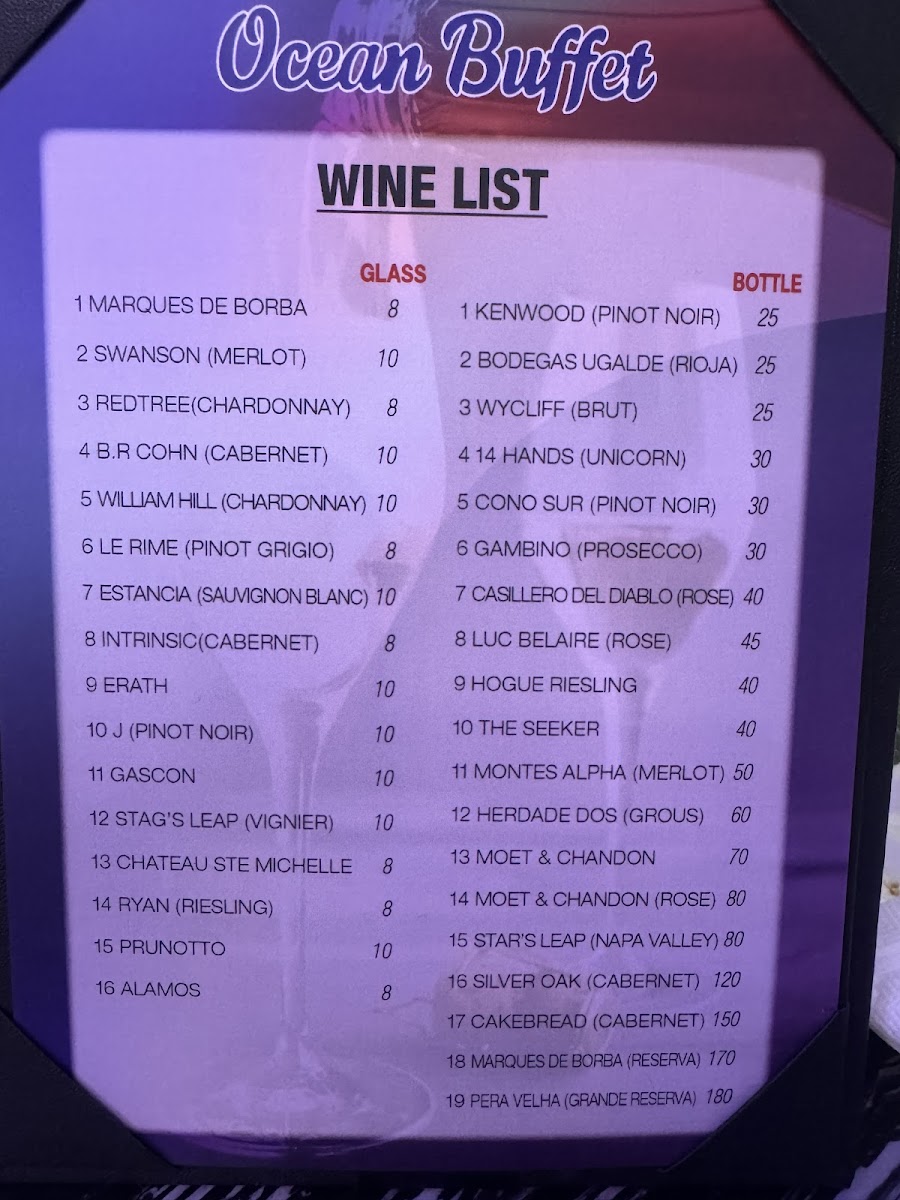 Ocean Buffet
WINE LIST
GLASS
1 MARQUES DE BORBA 8
2 SWANSON (MERLOT) 10
3 REDTREE(CHARDONNAY) 8
4 B.R COHN (CABERNET) 10
5 WILLIAM HILL (CHARDONNAY) 10
6 LE RIME (PINOT GRIGIO) 8
7 ESTANCIA (SAUVIGNON BLANC) 10
8 INTRINSIC(CABERNET) 8
9 ERATH 10
10 J (PINOT NOIR) 10
11 GASCON 10
12 STAG'S LEAP (VIGNIER) 10
13 CHATEAU STE MICHELLE 8
14 RYAN (RIESLING) 8
15 PRUNOTTO 10
16 ALAMOS 8
BOTTLE
1 KENWOOD (PINOT NOIR) 25
2 BODEGAS UGALDE (RIOJA) 25
3 WYCLIFF (BRUT) 25
4 14 HANDS (UNICORN) 30
5 CONO SUR (PINOT NOIR) 30
6 GAMBINO (PROSECCO) 30
7 CASILLERO DEL DIABLO (ROSE) 40
8 LUC BELAIRE (ROSE) 45
9 HOGUE RIESLING 40
10 THE SEEKER 40
11 MONTES ALPHA (MERLOT) 50
12 HERDADE DOS (GROUS) 60
13 MOET & CHANDON 70
14 MOET & CHANDON (ROSE) 80
15 STAR'S LEAP (NAPA VALLEY) 80
16 SILVER OAK (CABERNET) 120
17 CAKEBREAD (CABERNET) 150
18 MARQUES DE BORBA (RESERVA) 170
19 PERA VELHA (GRANDE RESERVA) 180